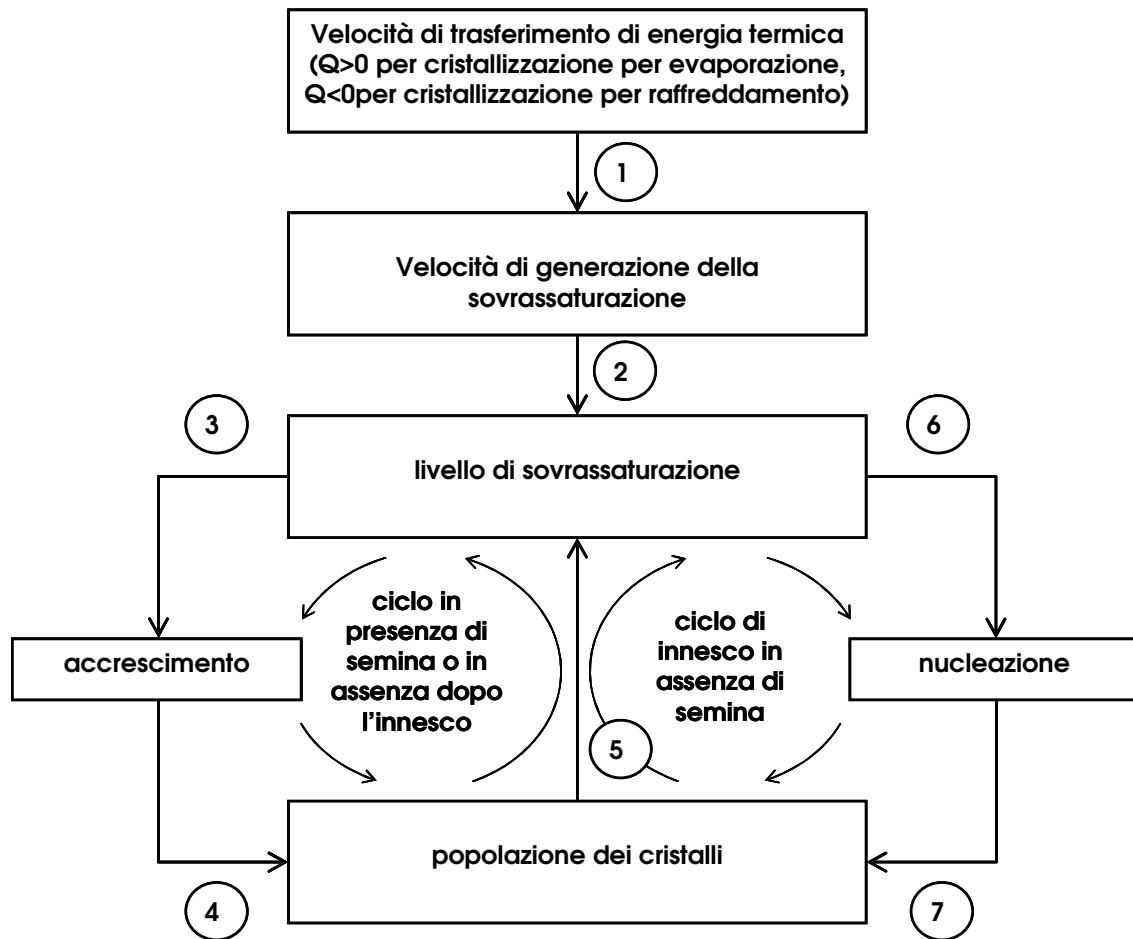 Velocità di trasferimento di energia termica
(Q>0 per cristallizzazione per evaporazione,
Q<0per cristallizzazione per raffreddamento)
1
Velocità di generazione della
sovrassaturazione
2
3
6
livello di sovrassaturazione
ciclo in
presenza di
semina o in
assenza dopo
l'innesco
ciclo di
innesco in
assenza di
semina
accrescimento
nucleazione
5
popolazione dei cristalli
4
7